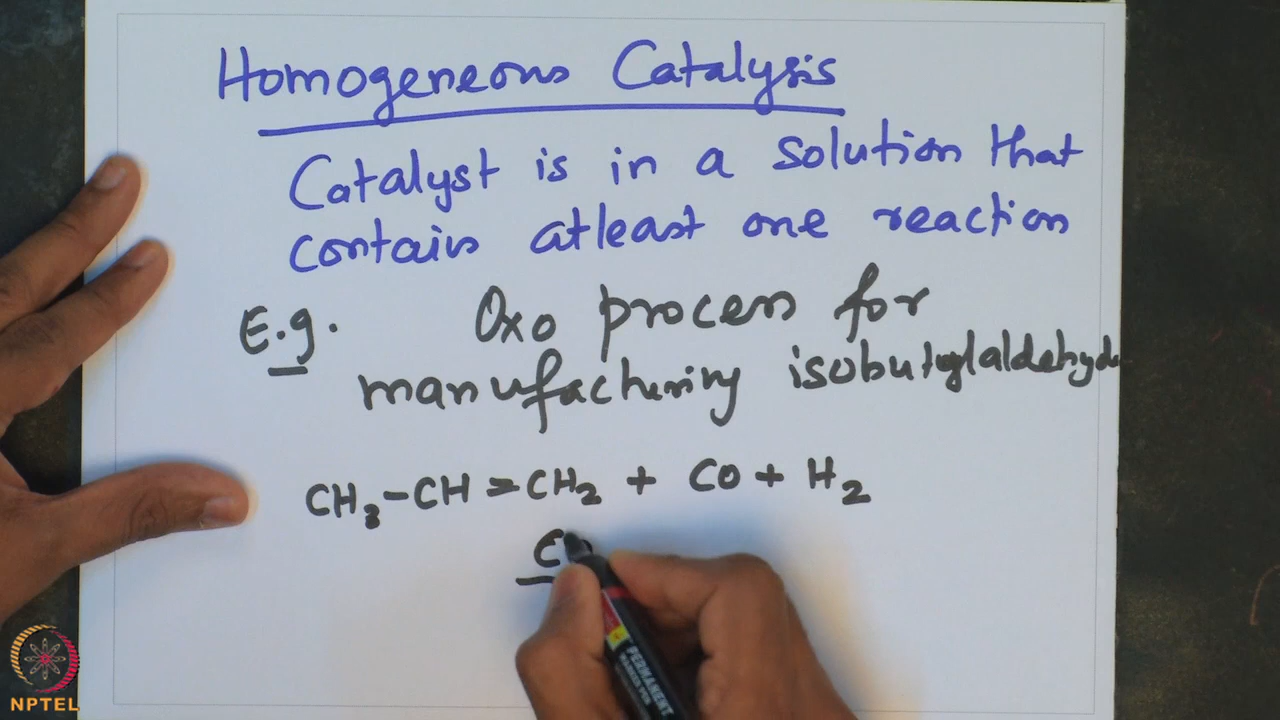 Homogeneous Catalysis
Catalyst is in a solution that
contains atleast one reaction
E.g. Oxo process for
manufacturing isobutylaldehyde
CH3-CH=CH2 + CO + H2
C
PERMANENT
NPTEL